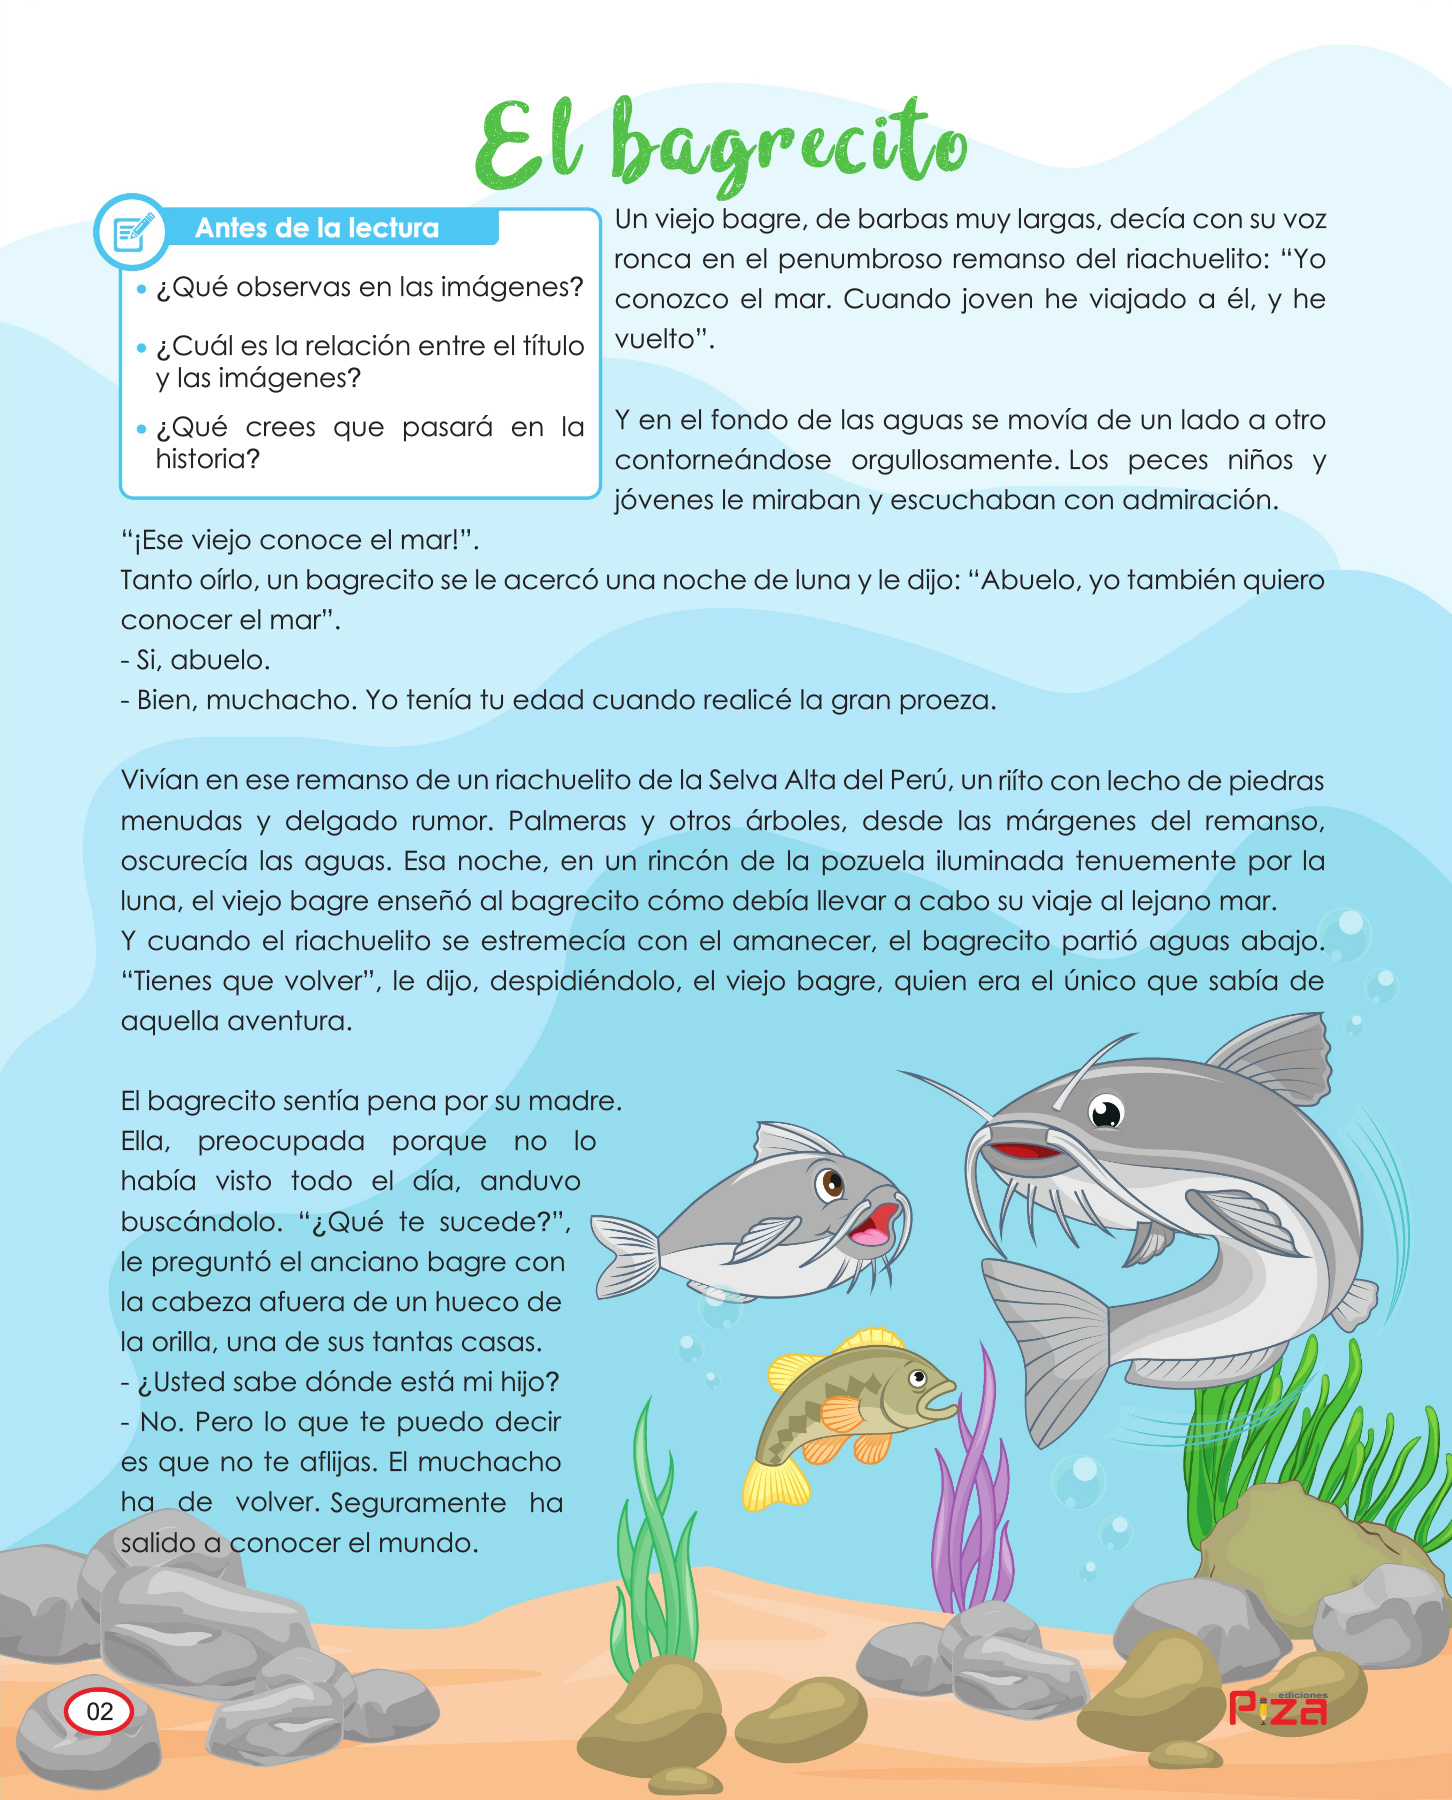 El bagrecito
Antes de la lectura
• ¿Qué observas en las imágenes?
• ¿Cuál es la relación entre el título
y las imágenes?
• ¿Qué crees que pasará en la
historia?
Un viejo bagre, de barbas muy largas, decía con su voz
ronca en el penumbroso remanso del riachuelito: “Yo
conozco el mar. Cuando joven he viajado a él, y he
vuelto”.
Y en el fondo de las aguas se movía de un lado a otro
contorneándose orgullosamente. Los peces niños y
jóvenes le miraban y escuchaban con admiración.
“¡Ese viejo conoce el mar!”.
Tanto oírlo, un bagrecito se le acercó una noche de luna y le dijo: “Abuelo, yo también quiero
conocer el mar”.
- Si, abuelo.
- Bien, muchacho. Yo tenía tu edad cuando realicé la gran proeza.
Vivían en ese remanso de un riachuelito de la Selva Alta del Perú, un riíto con lecho de piedras
menudas y delgado rumor. Palmeras y otros árboles, desde las márgenes del remanso,
oscurecía las aguas. Esa noche, en un rincón de la pozuela iluminada tenuemente por la
luna, el viejo bagre enseñó al bagrecito cómo debía llevar a cabo su viaje al lejano mar.
Y cuando el riachuelito se estremecía con el amanecer, el bagrecito partió aguas abajo.
“Tienes que volver”, le dijo, despidiéndolo, el viejo bagre, quien era el único que sabía de
aquella aventura.
El bagrecito sentía pena por su madre.
Ella, preocupada porque no lo
había visto todo el día, anduvo
buscándolo. “¿Qué te sucede?”,
le preguntó el anciano bagre con
la cabeza afuera de un hueco de
la orilla, una de sus tantas casas.
- ¿Usted sabe dónde está mi hijo?
- No. Pero lo que te puedo decir
es que no te aflijas. El muchacho
ha de volver. Seguramente ha
salido a conocer el mundo.
02
ediciones
Piza